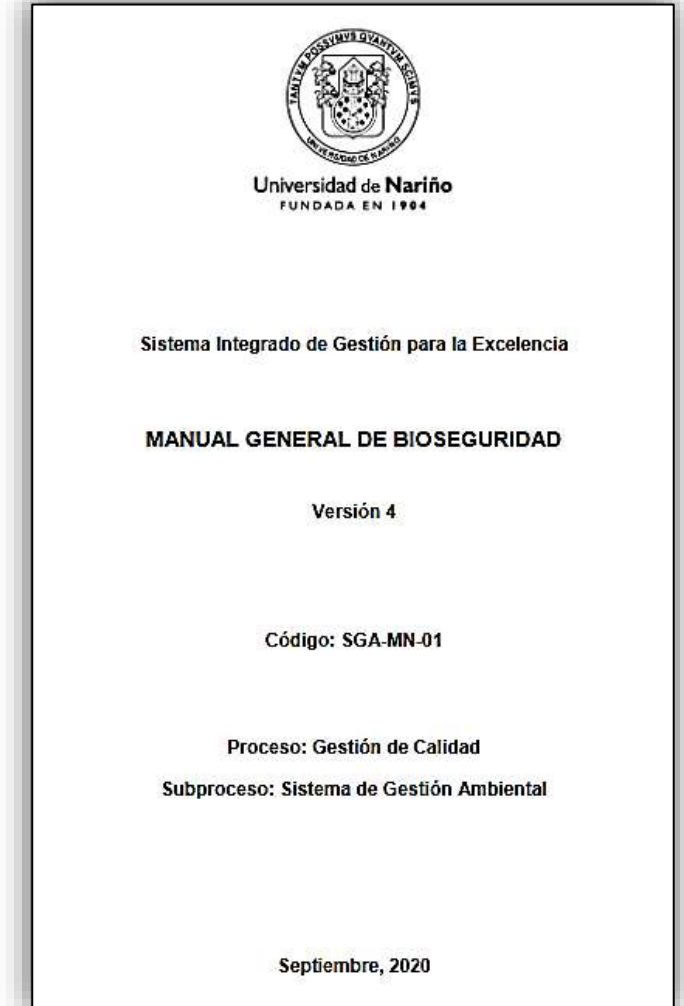 TANTVM POSSVMVS QVANTVM SCIMVS
UNIVERSIDAD DE NARIÑO
Universidad de Nariño
FUNDADA EN 1904
Sistema Integrado de Gestión para la Excelencia
MANUAL GENERAL DE BIOSEGURIDAD
Versión 4
Código: SGA-MN-01
Proceso: Gestión de Calidad
Subproceso: Sistema de Gestión Ambiental
Septiembre, 2020